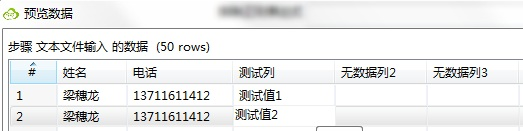 预览数据
步骤 文本文件输入 的数据 (50 rows)
# 姓名 电话 测试列 无数据列2 无数据列3
1 梁穗龙 13711611412 测试值1
2 梁穗龙 13711611412 测试值2